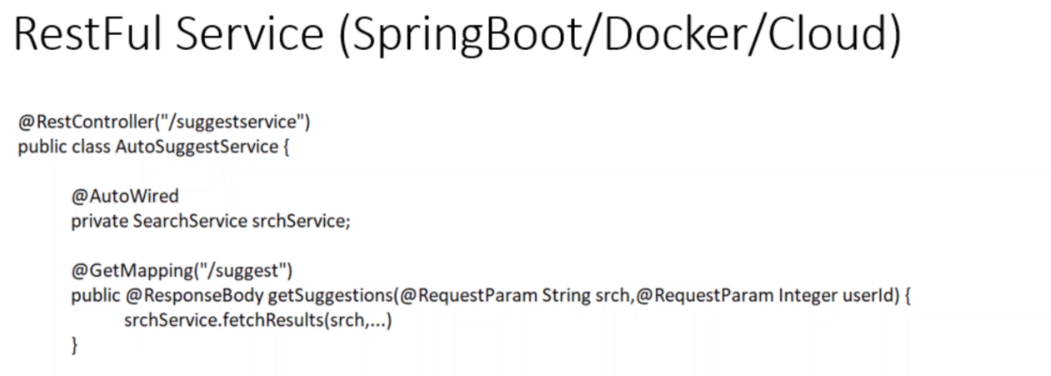 RestFul Service (SpringBoot/Docker/Cloud)
@RestController("/suggestservice")
public class AutoSuggestService {
@AutoWired
private SearchService srchService;
@GetMapping("/suggest")
public @ResponseBody getSuggestions(@RequestParam String srch,@RequestParam Integer userId) {
srchService.fetchResults(srch,...)
}